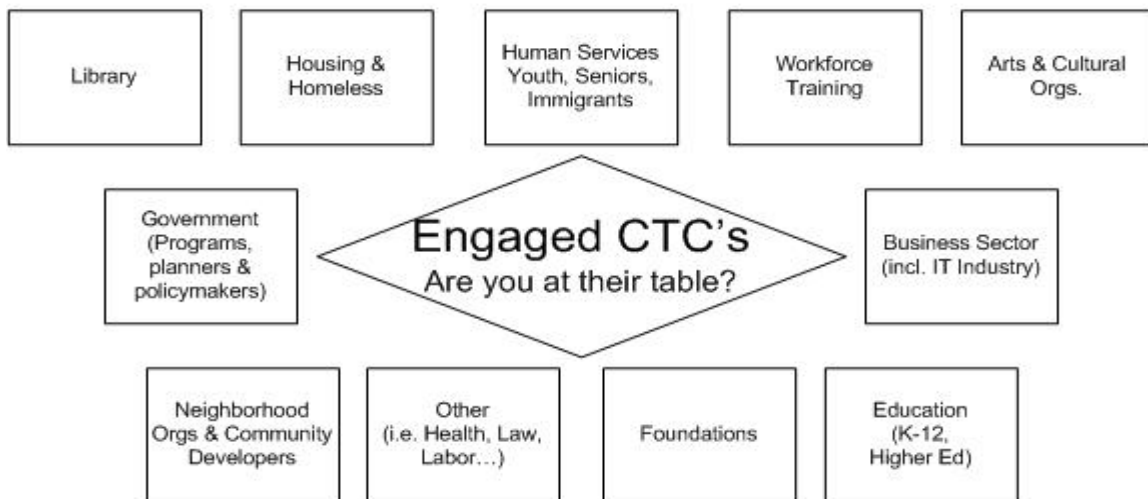 Library
Housing &
Homeless
Human Services
Youth, Seniors,
Immigrants
Workforce
Training
Arts & Cultural
Orgs.
Government
(Programs,
planners &
policymakers)
Engaged CTC's
Are you at their table?
Business Sector
(incl. IT Industry)
Neighborhood
Orgs & Community
Developers
Other
(i.e. Health, Law,
Labor...)
Foundations
Education
(K-12,
Higher Ed)